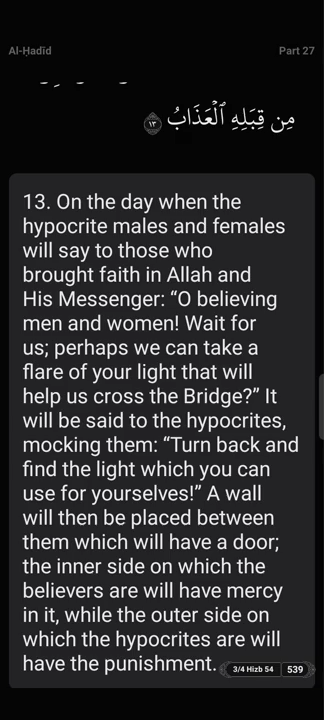 Al-Ḥadīd
Part 27
مِن قِبَلِهِ ٱلْعَذَابُ ١٣
13. On the day when the
hypocrite males and females
will say to those who
brought faith in Allah and
His Messenger: “O believing
men and women! Wait for
us; perhaps we can take a
flare of your light that will
help us cross the Bridge?” It
will be said to the hypocrites,
mocking them: “Turn back and
find the light which you can
use for yourselves!” A wall
will then be placed between
them which will have a door;
the inner side on which the
believers are will have mercy
in it, while the outer side on
which the hypocrites are will
have the punishment.
3/4 Hizb 54
539